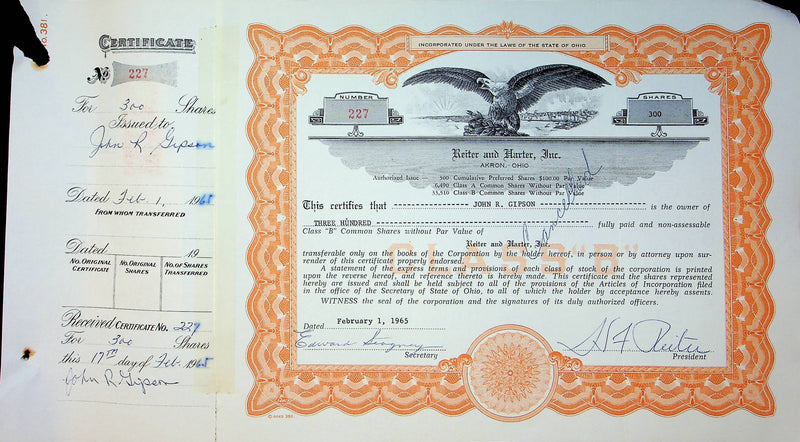 No.381.
CERTIFICATE
No 227
For 300 Shares
Issued to
John R Gipson
Dated Feb. 1, 1965
FROM WHOM TRANSFERRED
Dated 19
NO. ORIGINAL CERTIFICATE NO. ORIGINAL SHARES NO. OF SHARES TRANSFERRED
Received CERTIFICATE NO. 227
For 300 Shares
this 17TH day of Feb. 1965
John R. Gipson
INCORPORATED UNDER THE LAWS OF THE STATE OF OHIO
NUMBER
227
SHARES
300
Reiter and Harter, Inc.
AKRON, OHIO
Authorized Issue — 500 Cumulative Preferred Shares $100.00 Par Value
6,490 Class A Common Shares Without Par Value
33,510 Class B Common Shares Without Par Value
Cancelled
This certifies that JOHN R. GIPSON is the owner of
THREE HUNDRED fully paid and non-assessable
Class "B" Common Shares without Par Value of
Reiter and Harter, Inc.
CLASS "B"
transferable only on the books of the Corporation by the holder hereof, in person or by attorney upon sur-
render of this certificate properly endorsed.
A statement of the express terms and provisions of each class of stock of the corporation is printed
upon the reverse hereof, and reference thereto is hereby made. This certificate and the shares represented
hereby are issued and shall be held subject to all of the provisions of the Articles of Incorporation filed
in the office of the Secretary of State of Ohio, to all of which the holder by acceptance hereby assents.
WITNESS the seal of the corporation and the signatures of its duly authorized officers.
Dated February 1, 1965
Edward
Secretary
H F Reiter
President
© GOES 381